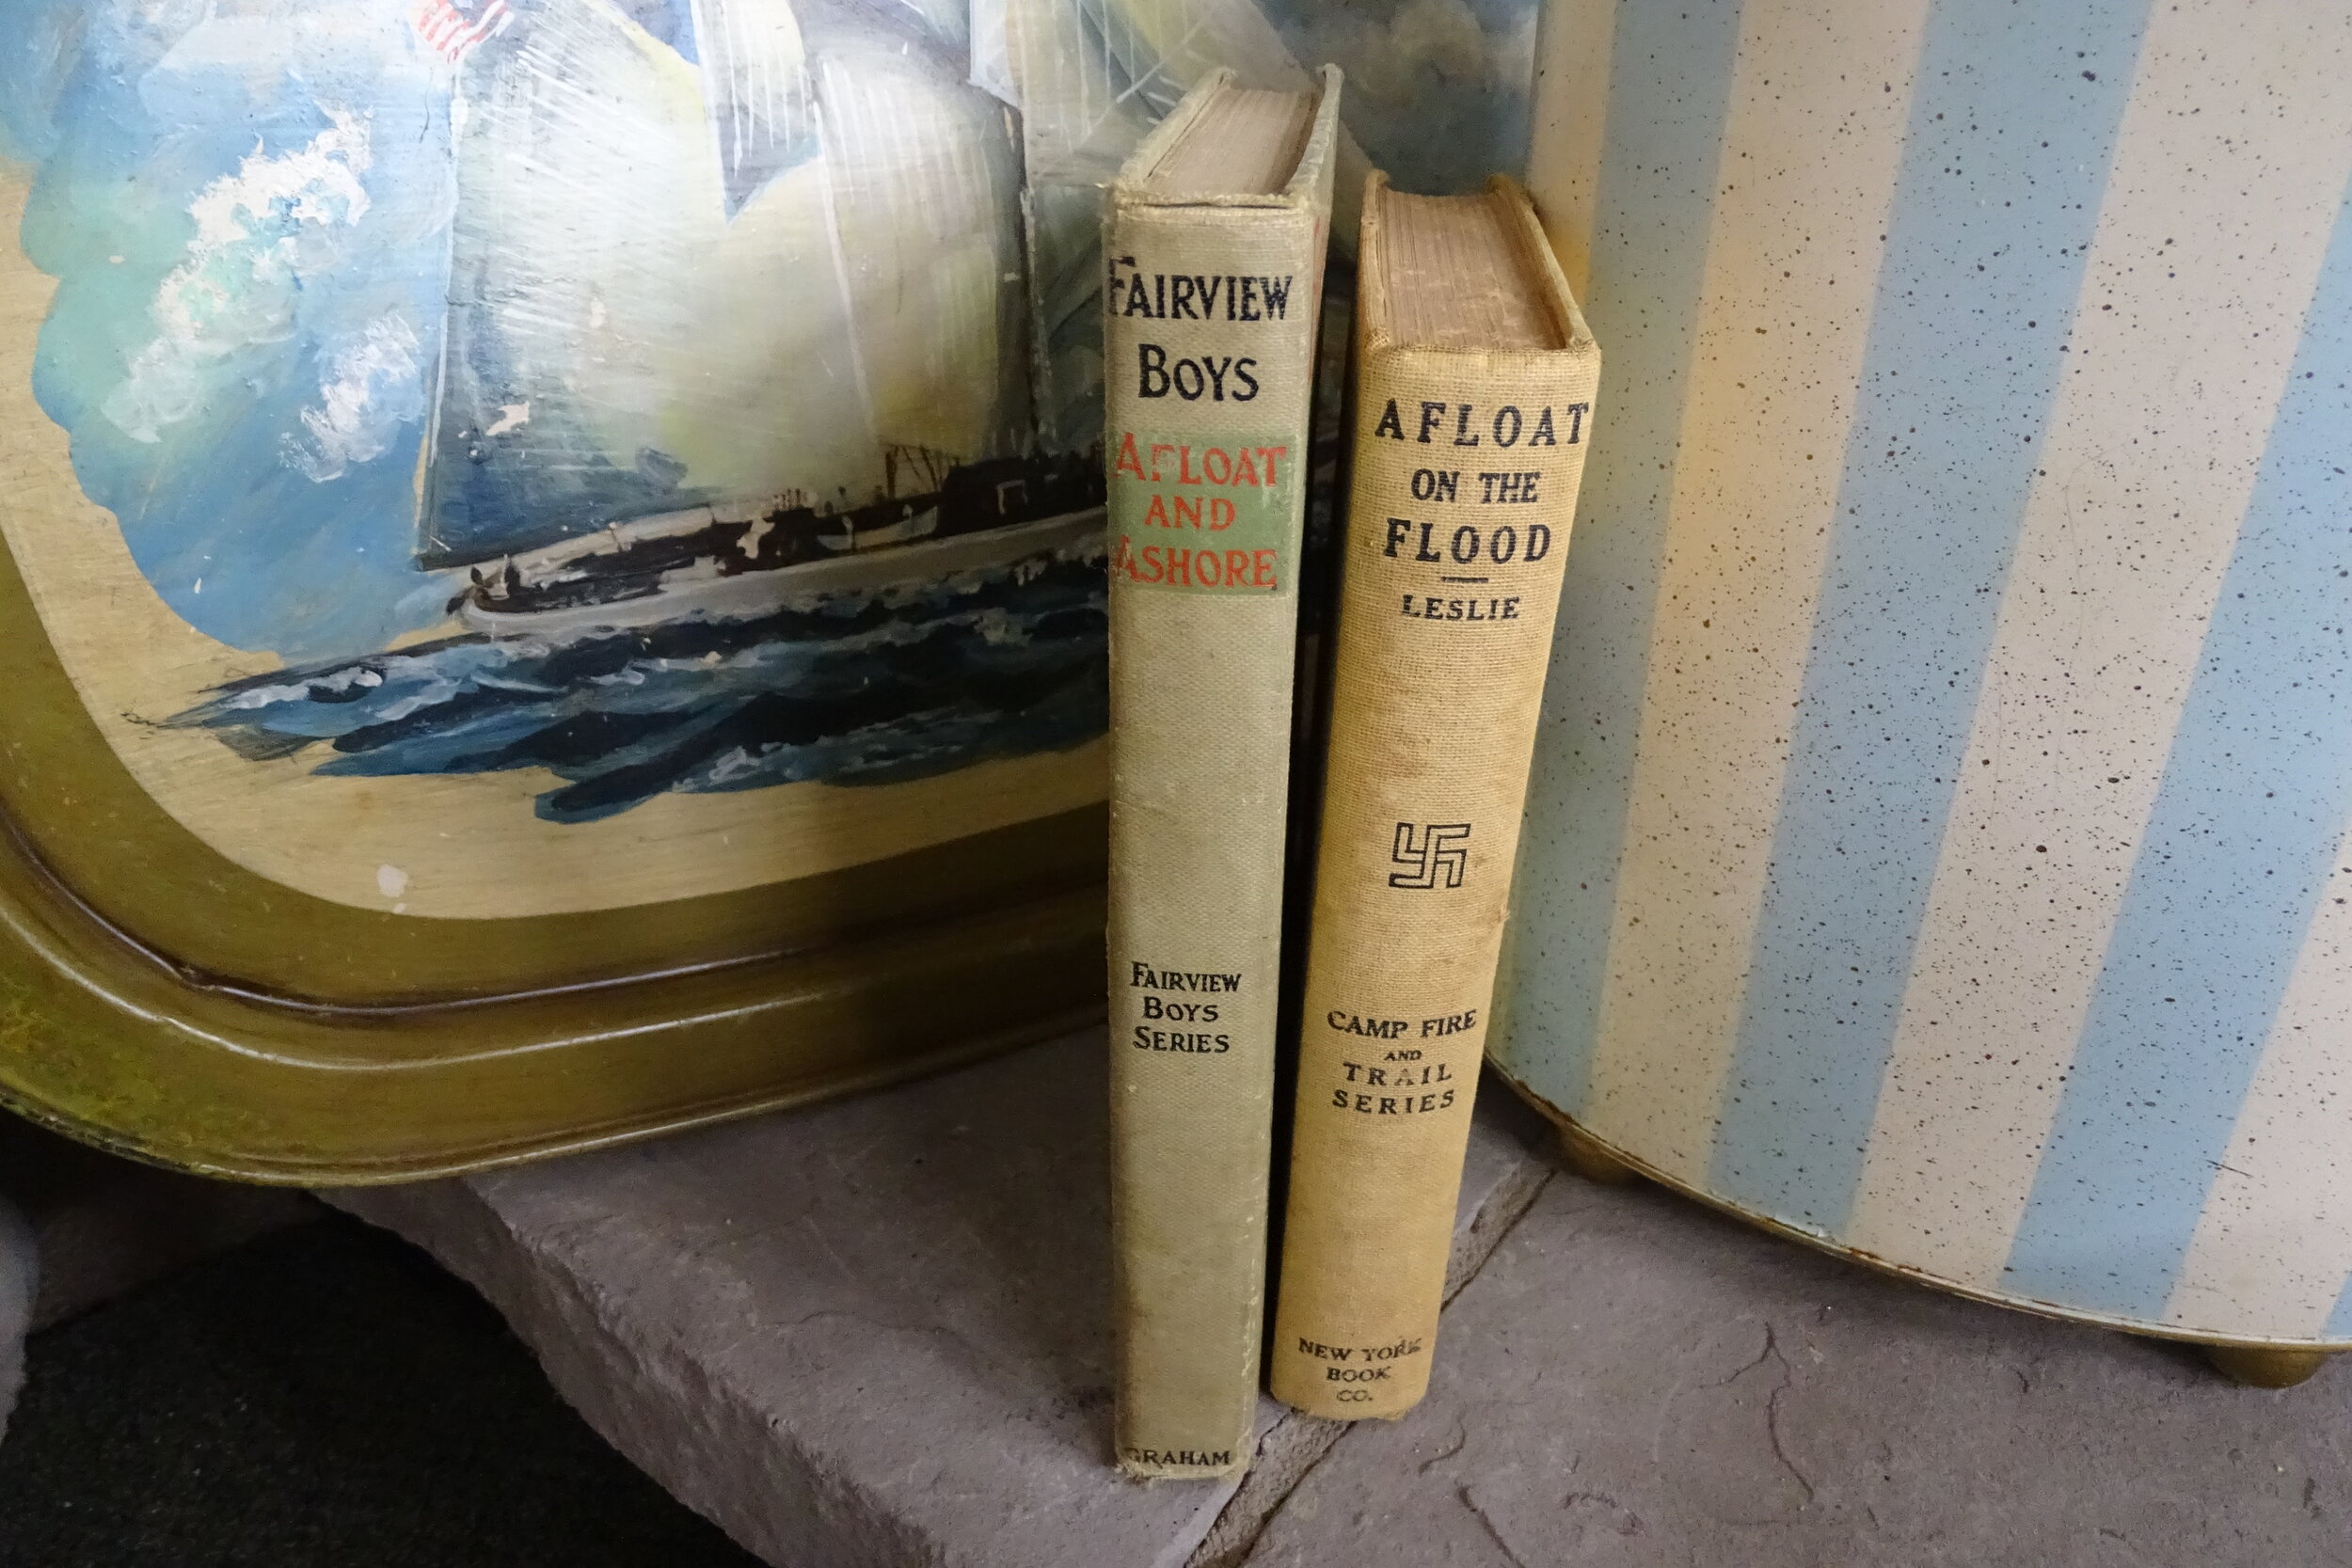 FAIRVIEW
BOYS
AFLOAT
AND
ASHORE
FAIRVIEW
BOYS
SERIES
GRAHAM
AFLOAT
ON THE
FLOOD
LESLIE
CAMP FIRE
AND
TRAIL
SERIES
NEW YORK
BOOK
CO.